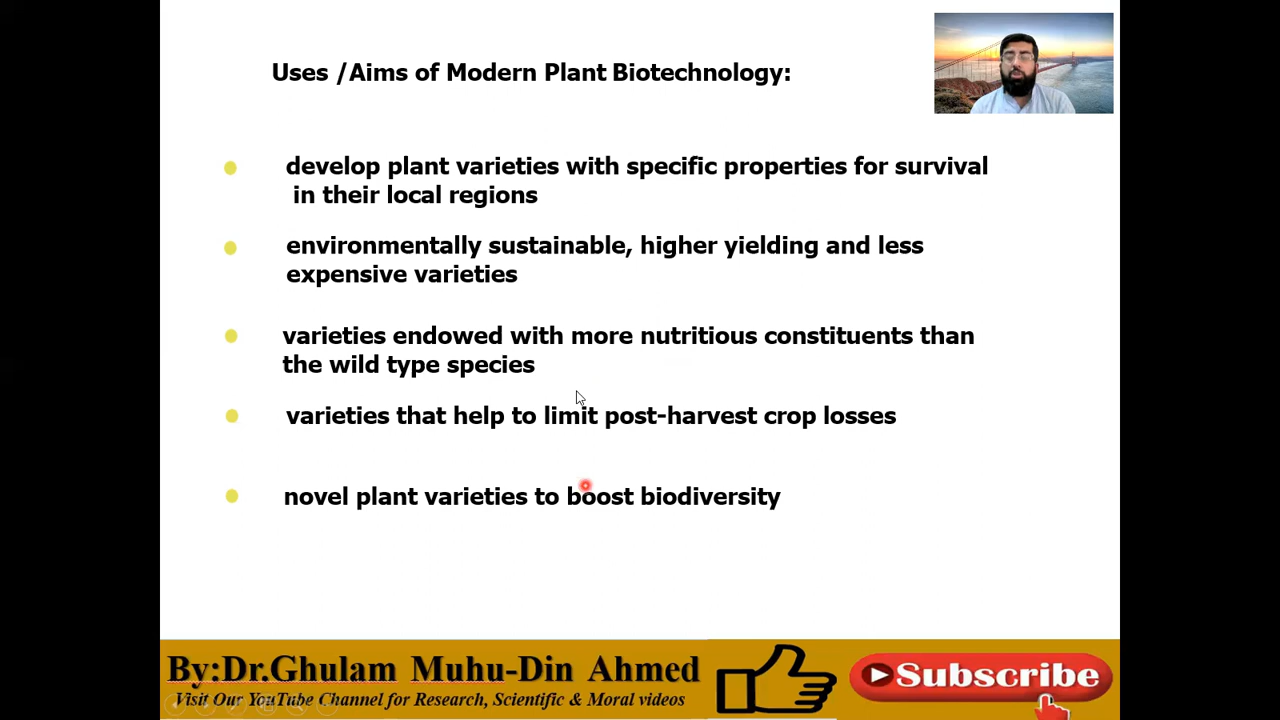 Uses /Aims of Modern Plant Biotechnology:
develop plant varieties with specific properties for survival
in their local regions
environmentally sustainable, higher yielding and less
expensive varieties
varieties endowed with more nutritious constituents than
the wild type species
varieties that help to limit post-harvest crop losses
novel plant varieties to boost biodiversity
By:Dr.Ghulam Muhu-Din Ahmed
Visit Our YouTube Channel for Research, Scientific & Moral videos
Subscribe